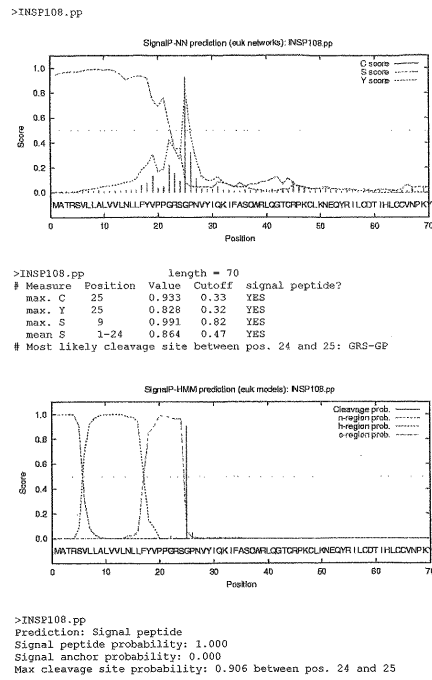 >INSP108.pp
SignalP-NN prediction (euk networks): INSP108.pp
C score
S score
Y score
Score
1.0
0.8
0.6
0.4
0.2
0.0
MATRSVLLALVVLNLLFYVPPGRSGPNVYIQKIFASCWRLQGTCRPKCLKNEQYRILCDTIHLCCVNPKY
0 10 20 30 40 50 60 70
Position
>INSP108.pp length = 70
# Measure Position Value Cutoff signal peptide?
max. C 25 0.933 0.33 YES
max. Y 25 0.828 0.32 YES
max. S 9 0.991 0.82 YES
mean S 1-24 0.864 0.47 YES
# Most likely cleavage site between pos. 24 and 25: GRS-GP
SignalP-HMM prediction (euk models): INSP108.pp
Cleavage prob.
n-region prob.
h-region prob.
c-region prob.
Score
1.0
0.8
0.6
0.4
0.2
0.0
MATRSVLLALVVLNLLFYVPPGRSGPNVYIQKIFASCWRLQGTCRPKCLKNEQYRILCDTIHLCCVNPKY
0 10 20 30 40 50 60 70
Position
>INSP108.pp
Prediction: Signal peptide
Signal peptide probability: 1.000
Signal anchor probability: 0.000
Max cleavage site probability: 0.906 between pos. 24 and 25